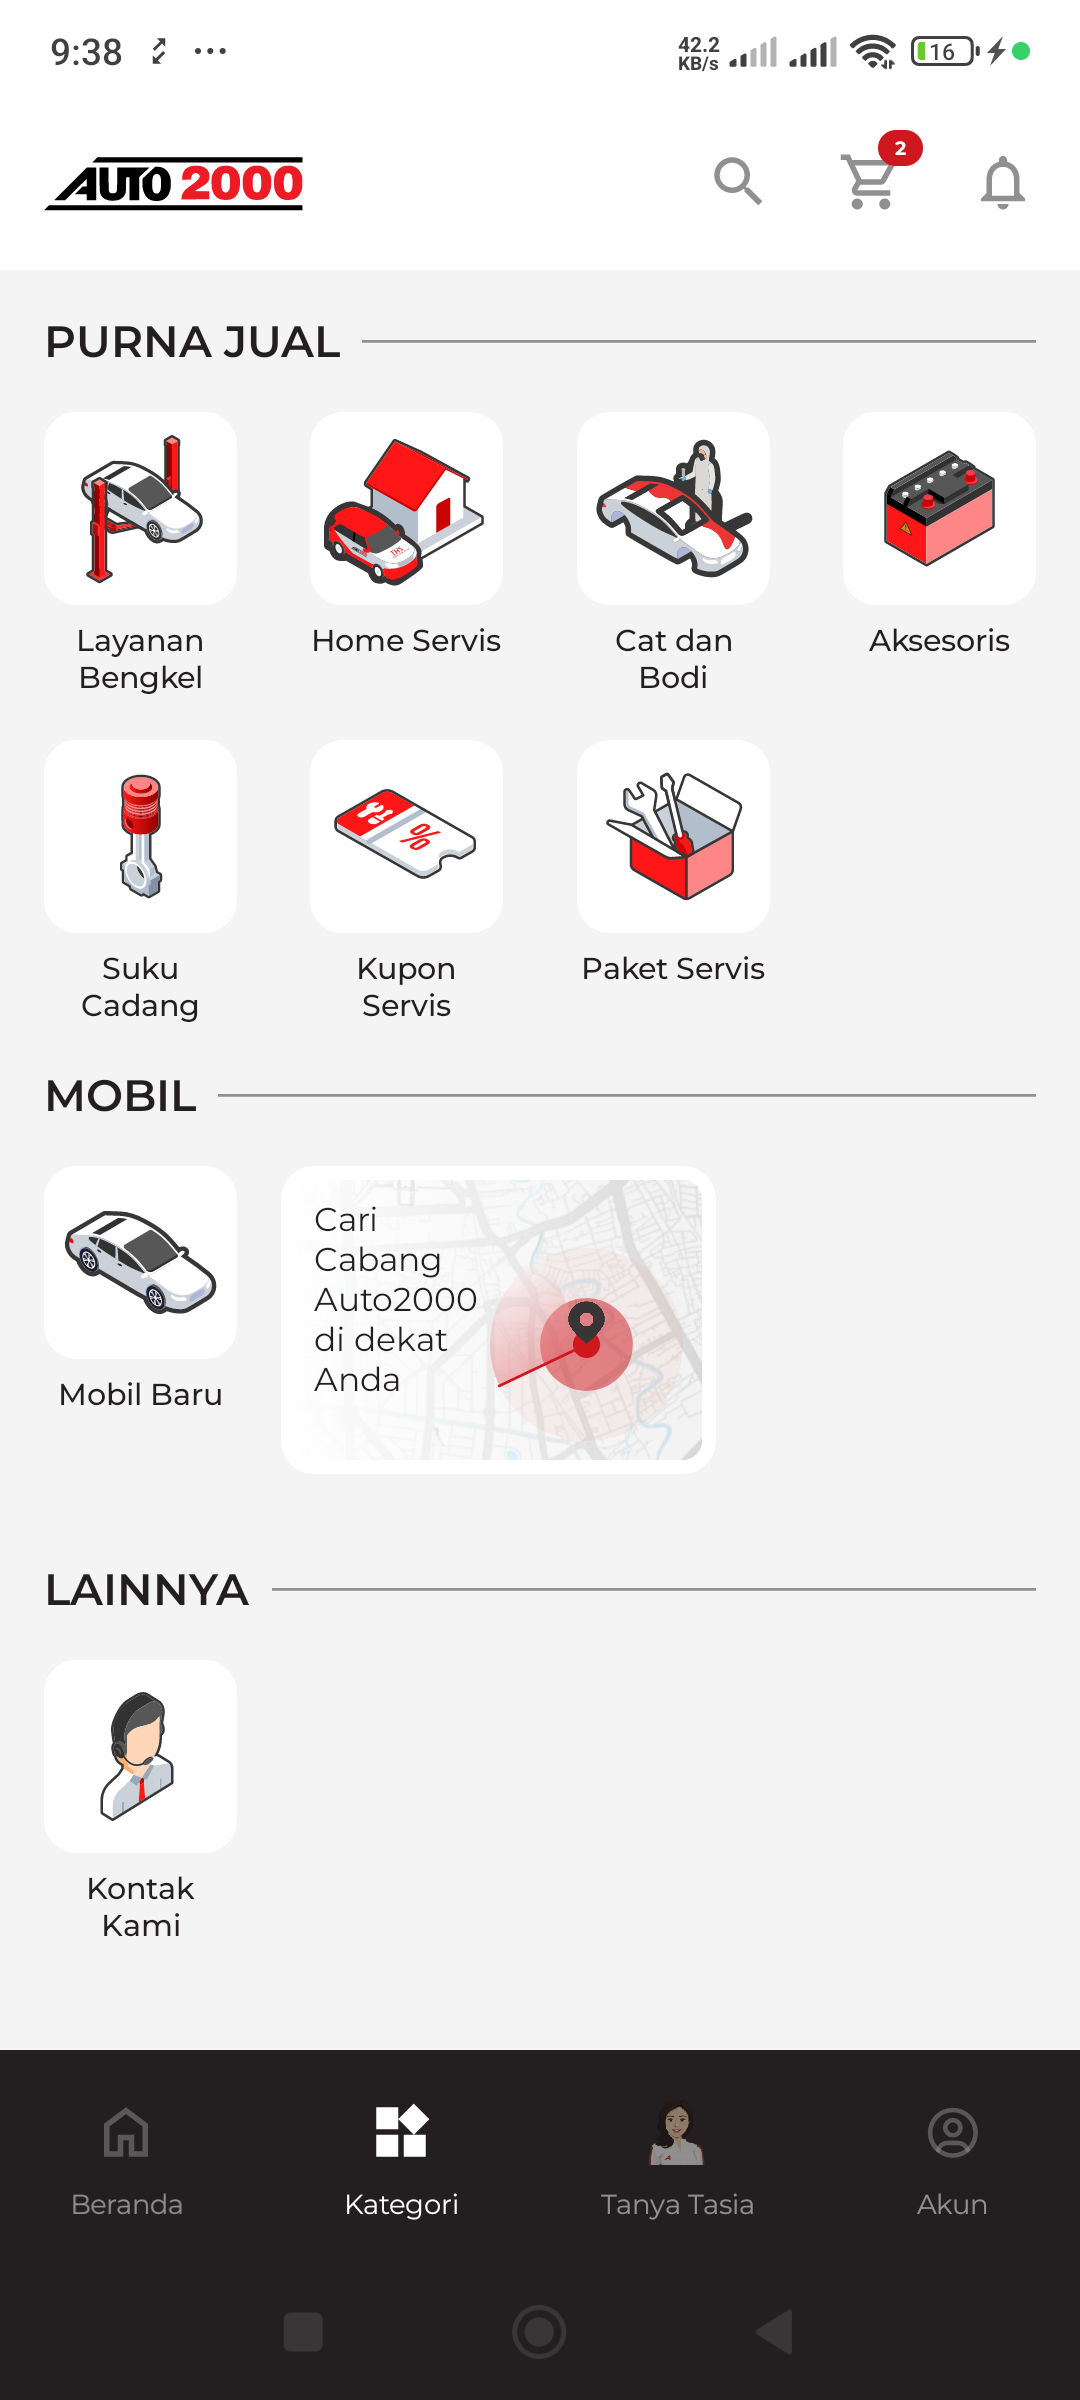 9:38
42.2
KB/s
16
AUTO 2000
2
PURNA JUAL
Layanan
Bengkel
Home Servis
Cat dan
Bodi
Aksesoris
Suku
Cadang
%
Kupon
Servis
Paket Servis
MOBIL
Mobil Baru
Cari
Cabang
Auto2000
di dekat
Anda
LAINNYA
Kontak
Kami
Beranda
Kategori
Tanya Tasia
Akun